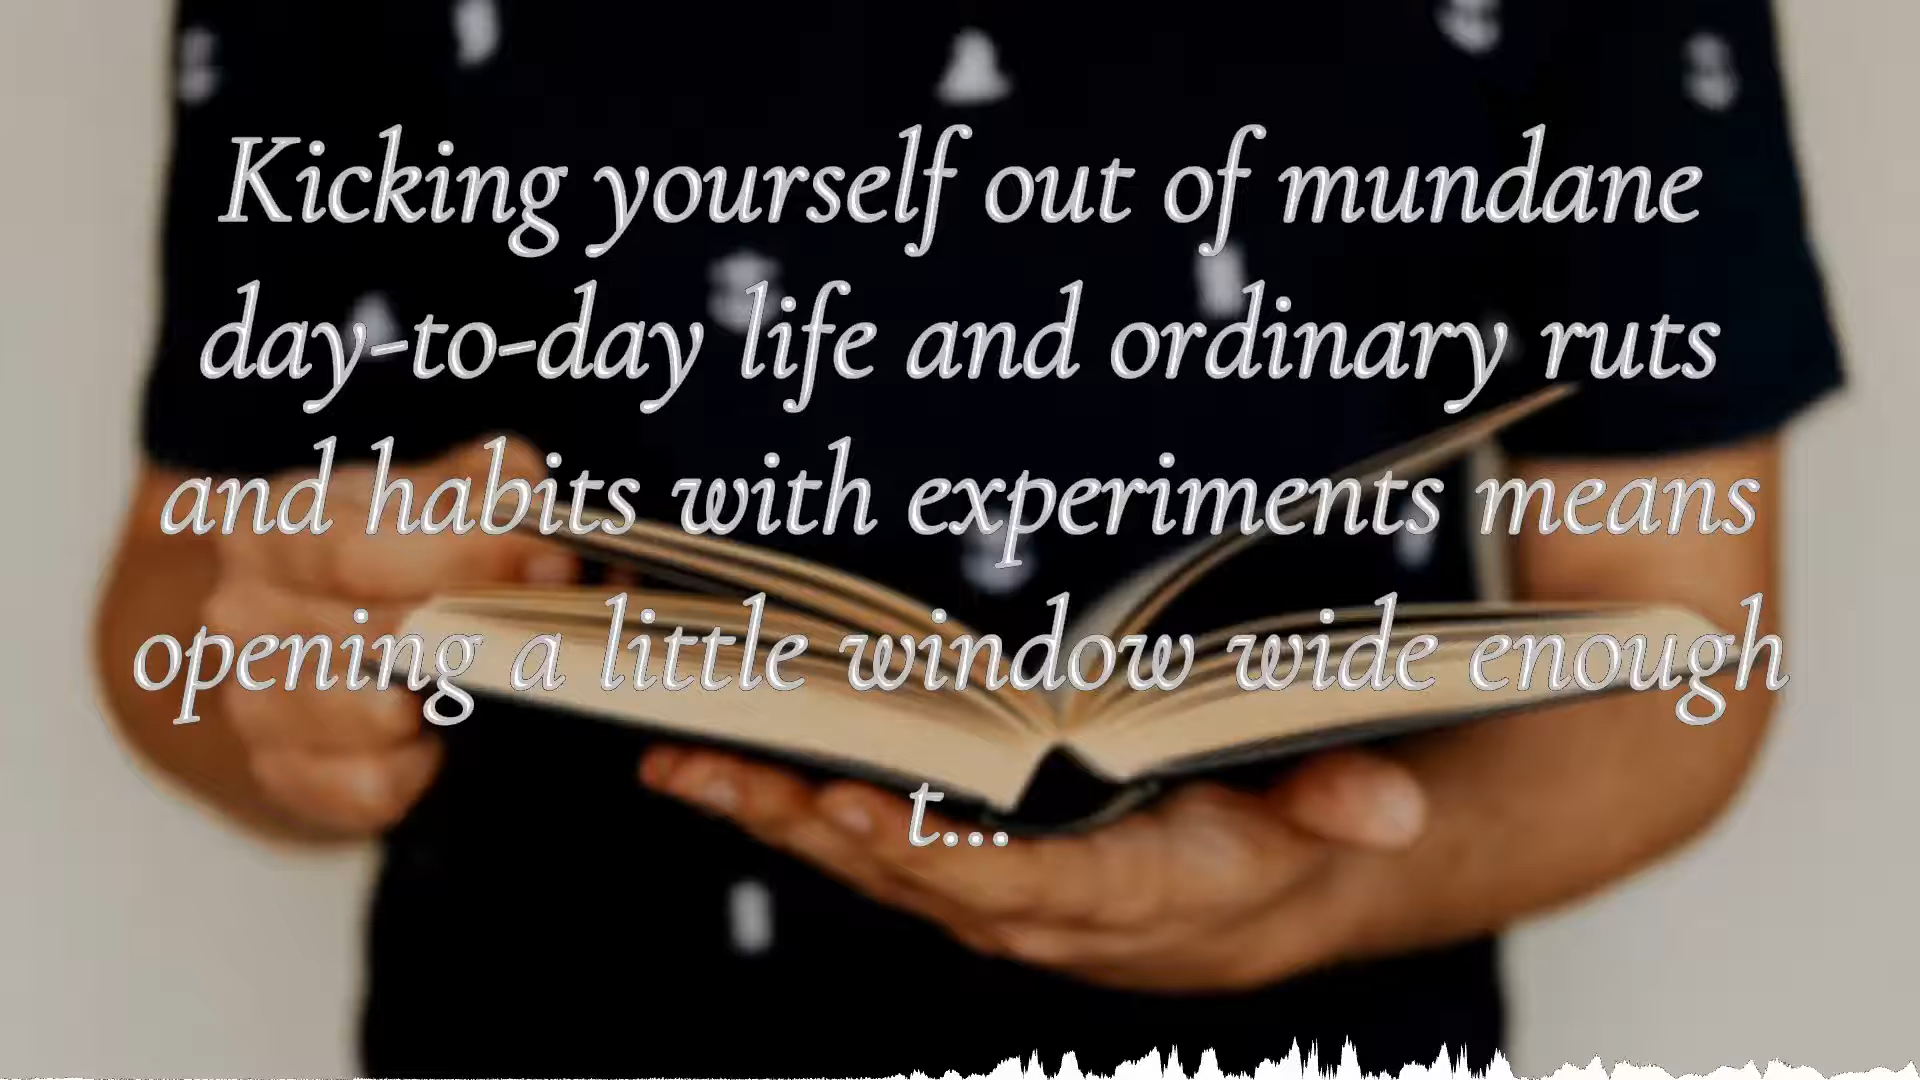 Kicking yourself out of mundane
day-to-day life and ordinary ruts
and habits with experiments means
opening a little window wide enough
t...